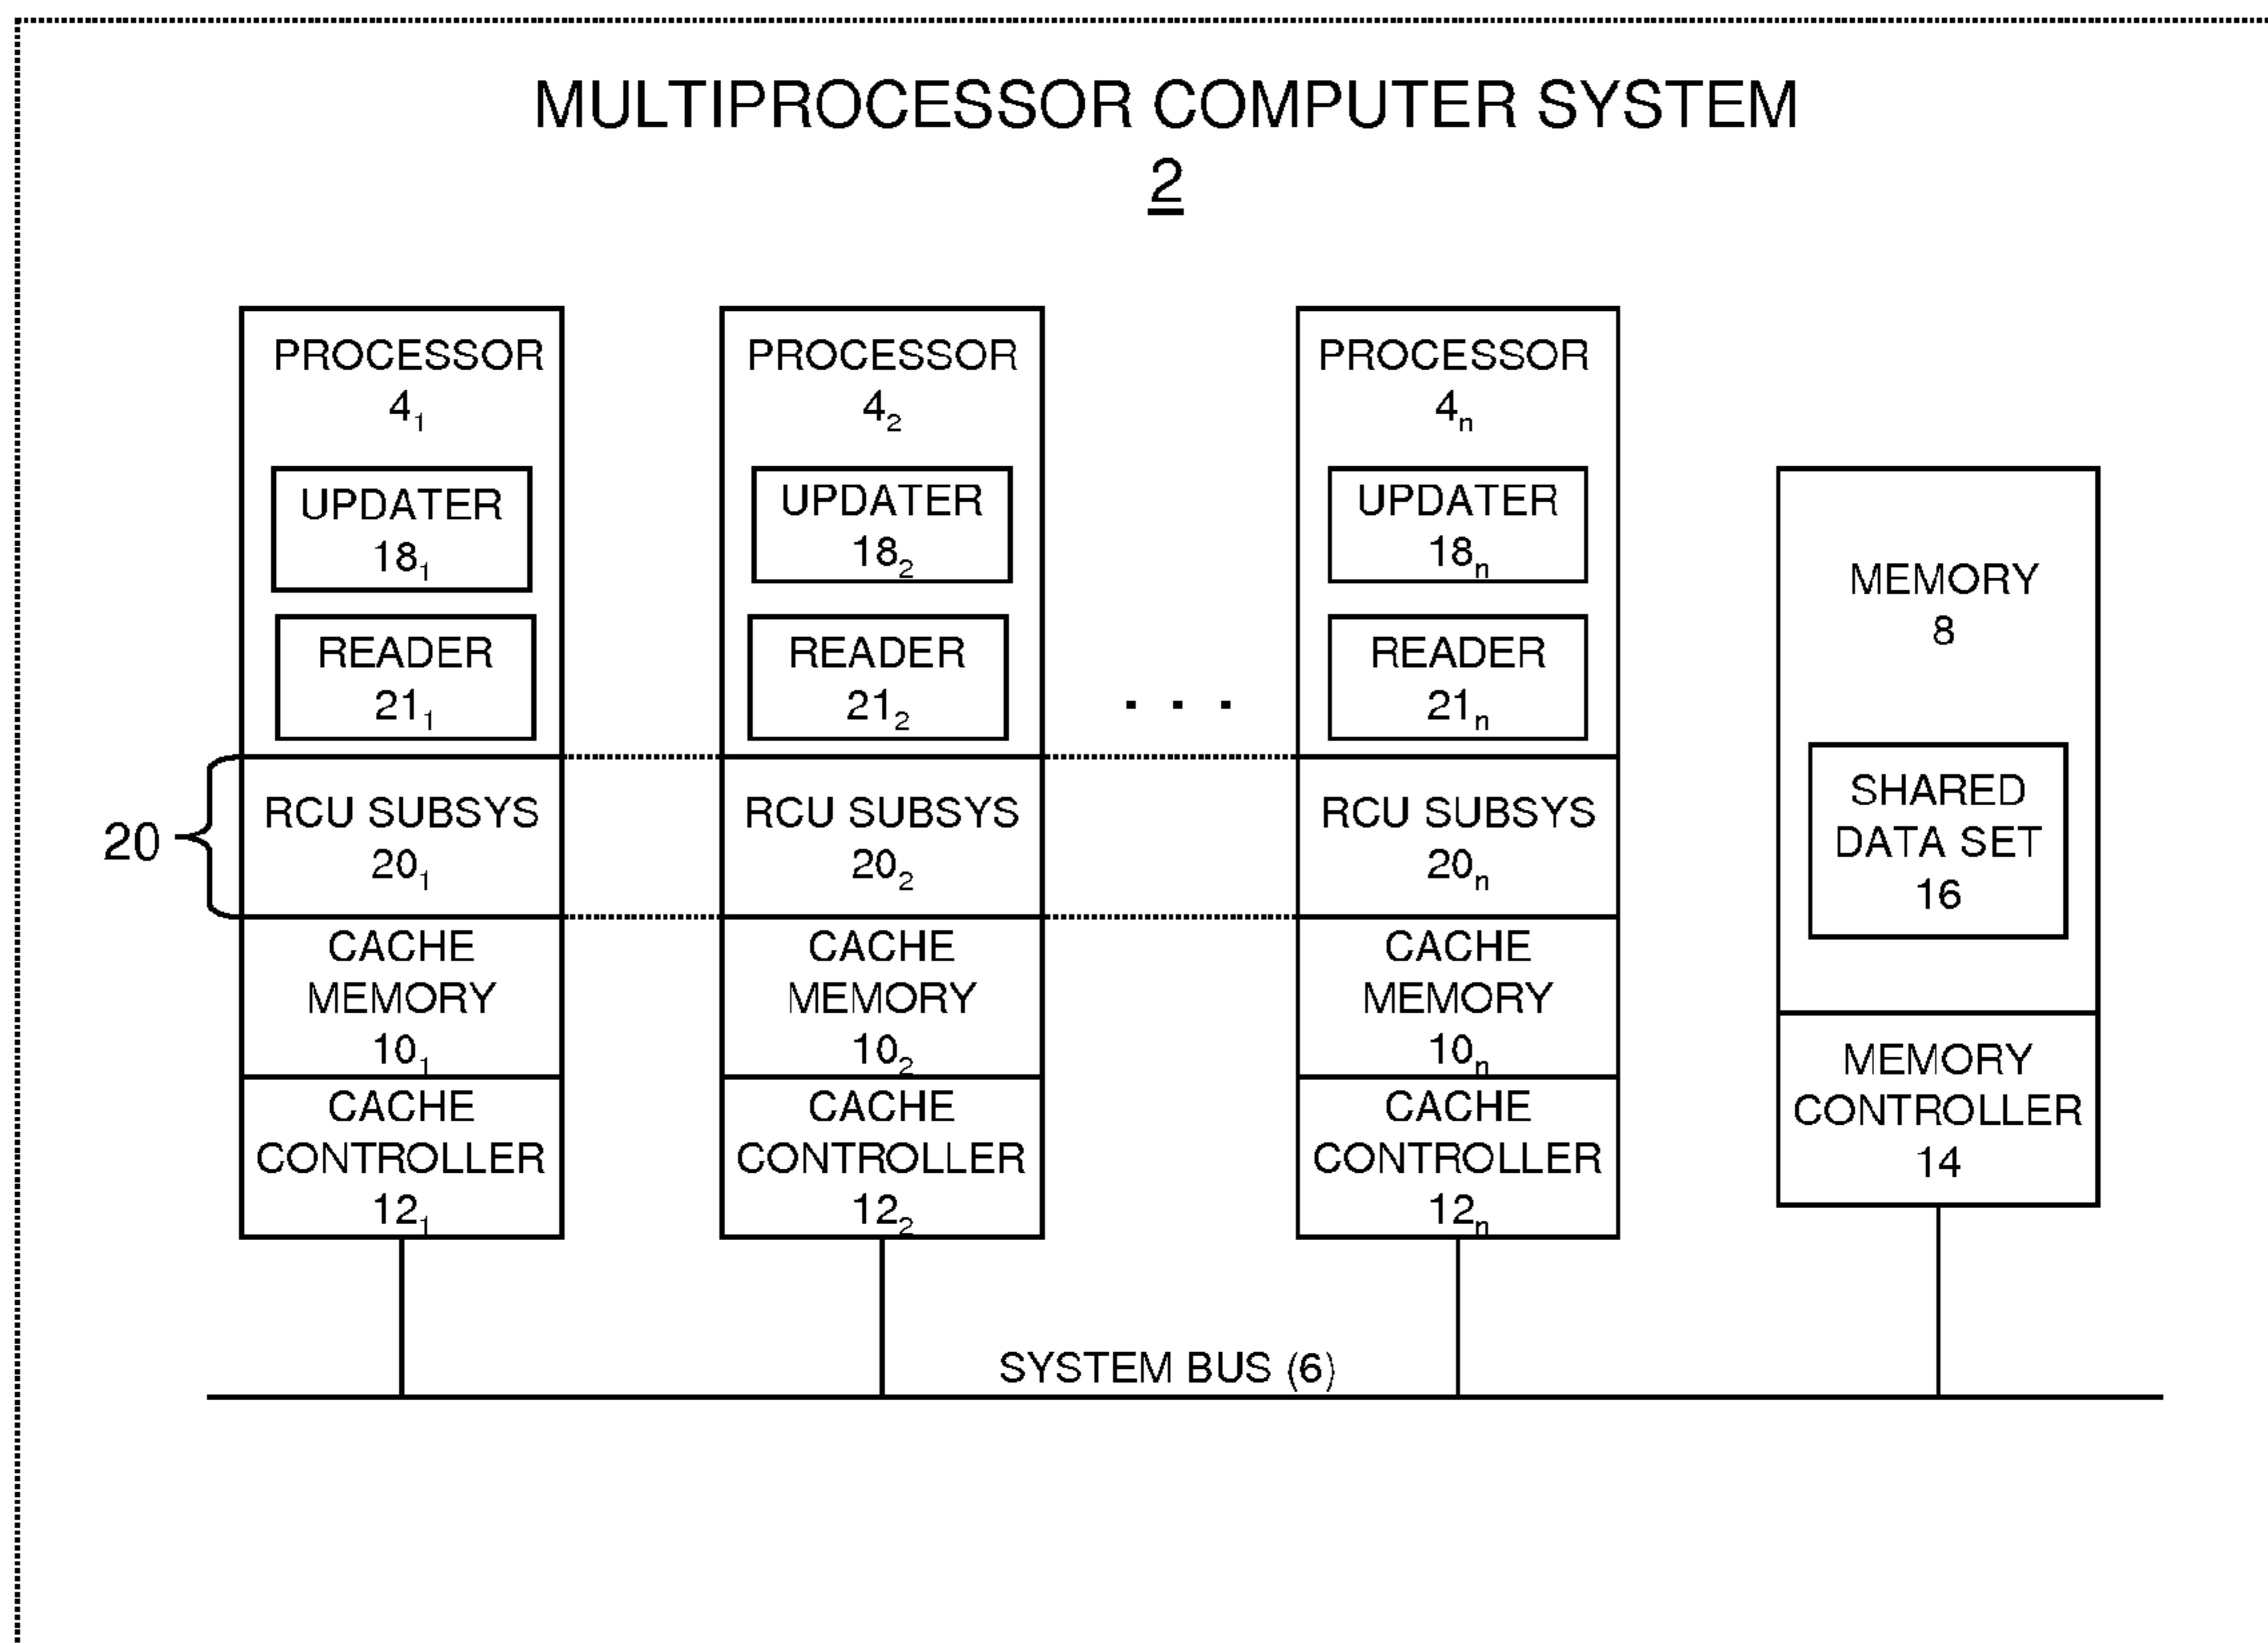 MULTIPROCESSOR COMPUTER SYSTEM
2
PROCESSOR
4₁
UPDATER
18₁
READER
21₁
RCU SUBSYS
20₁
CACHE
MEMORY
10₁
CACHE
CONTROLLER
12₁
PROCESSOR
4₂
UPDATER
18₂
READER
21₂
RCU SUBSYS
20₂
CACHE
MEMORY
10₂
CACHE
CONTROLLER
12₂
. . .
PROCESSOR
4ₙ
UPDATER
18ₙ
READER
21ₙ
RCU SUBSYS
20ₙ
CACHE
MEMORY
10ₙ
CACHE
CONTROLLER
12ₙ
MEMORY
8
SHARED
DATA SET
16
MEMORY
CONTROLLER
14
20
SYSTEM BUS (6)